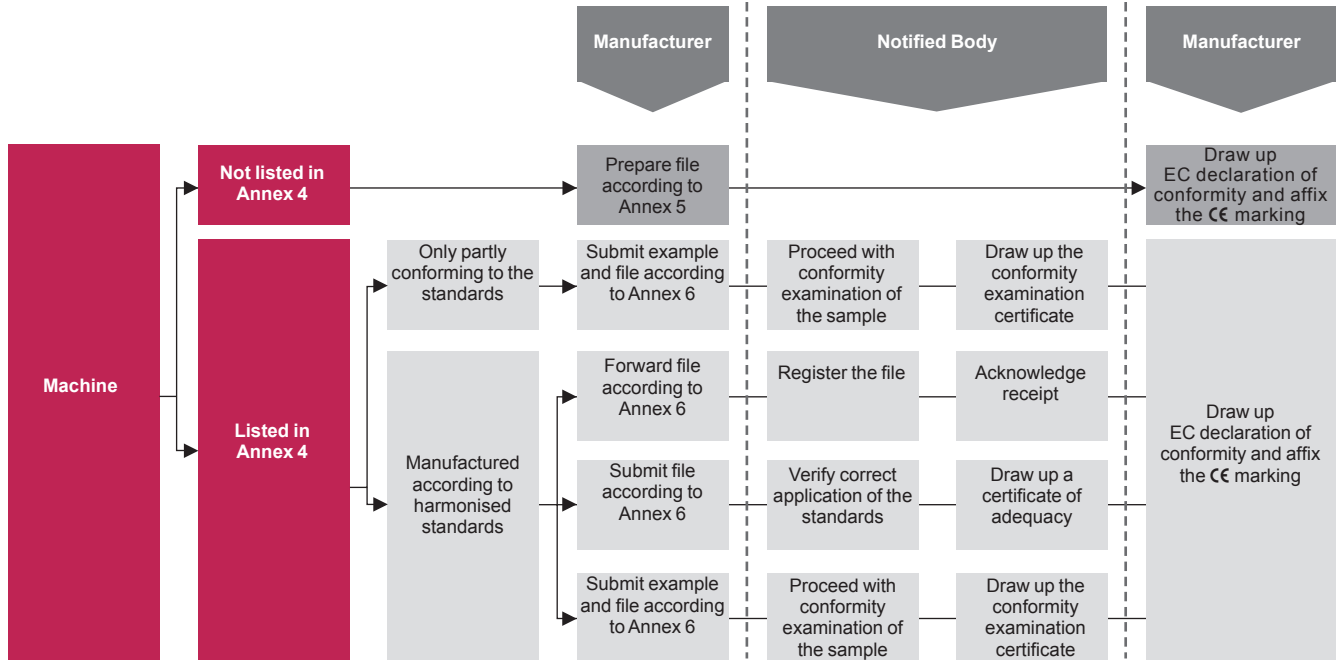 Manufacturer
Notified Body
Manufacturer
Machine
Not listed in
Annex 4
Prepare file
according to
Annex 5
Draw up
EC declaration of
conformity and affix
the CE marking
Listed in
Annex 4
Only partly
conforming to the
standards
Submit example
and file according
to Annex 6
Proceed with
conformity
examination of
the sample
Draw up the
conformity
examination
certificate
Manufactured
according to
harmonised
standards
Forward file
according to
Annex 6
Register the file
Acknowledge
receipt
Submit file
according to
Annex 6
Verify correct
application of the
standards
Draw up a
certificate of
adequacy
Submit example
and file according
to Annex 6
Proceed with
conformity
examination of
the sample
Draw up the
conformity
examination
certificate
Draw up
EC declaration of
conformity and affix
the CE marking